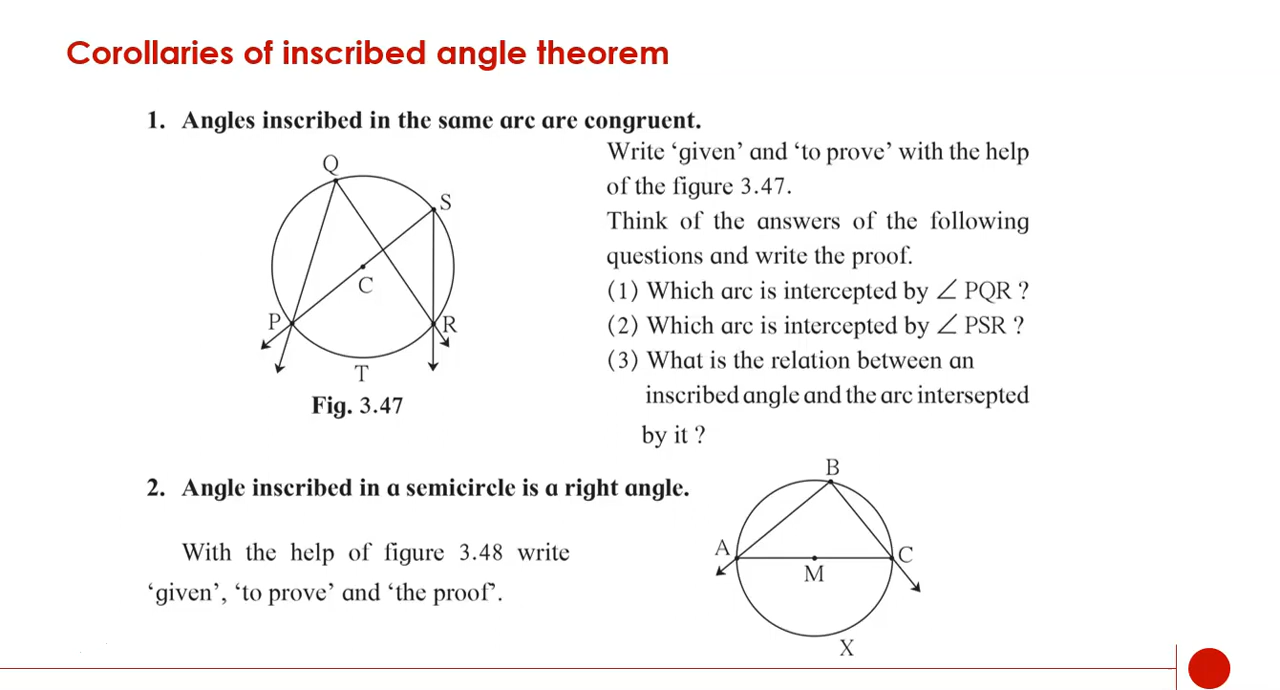 Corollaries of inscribed angle theorem
1. Angles inscribed in the same arc are congruent.
Q
S
C
P
R
T
Fig. 3.47
Write ‘given’ and ‘to prove’ with the help
of the figure 3.47.
Think of the answers of the following
questions and write the proof.
(1) Which arc is intercepted by ∠ PQR ?
(2) Which arc is intercepted by ∠ PSR ?
(3) What is the relation between an
inscribed angle and the arc intersepted
by it ?
2. Angle inscribed in a semicircle is a right angle.
With the help of figure 3.48 write
‘given’, ‘to prove’ and ‘the proof’.
B
A
C
M
X